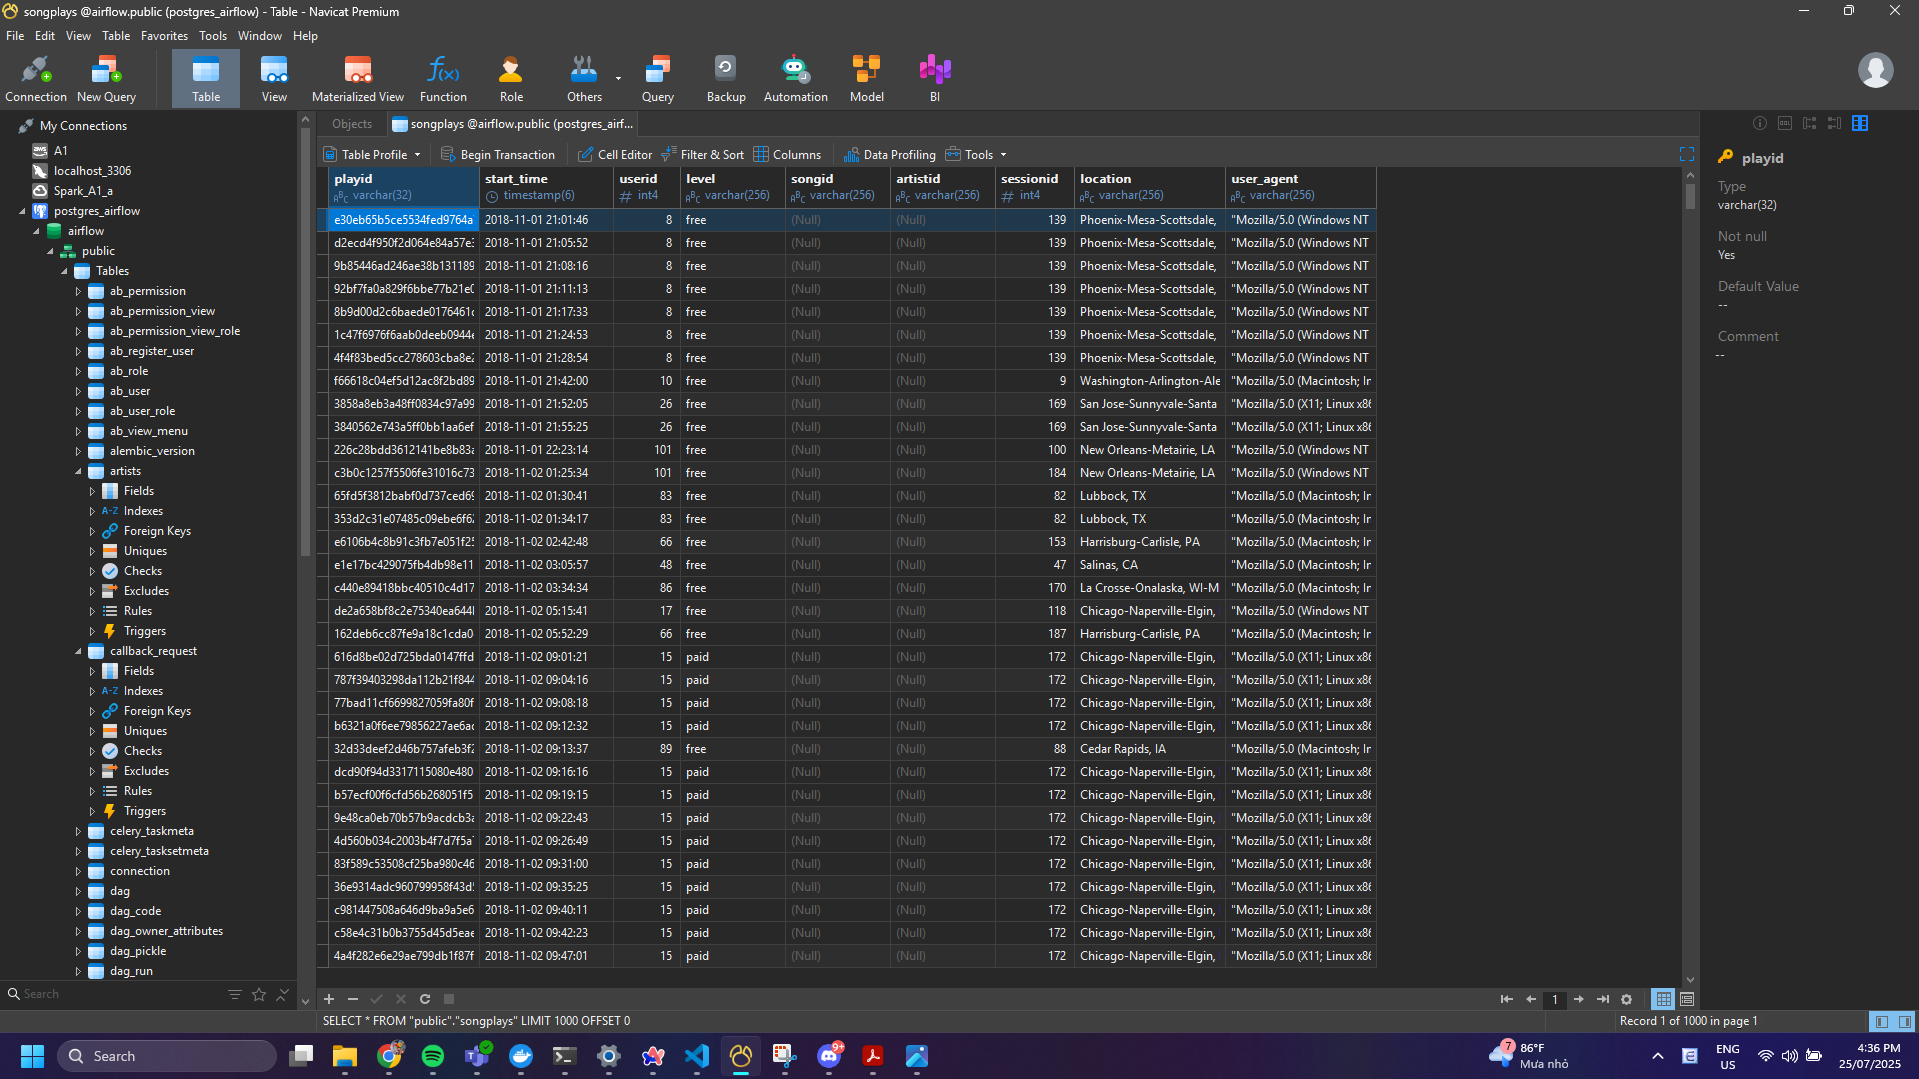 songplays @airflow.public (postgres_airflow) - Table - Navicat Premium
File Edit View Table Favorites Tools Window Help
Connection New Query Table View Materialized View Function Role Others Query Backup Automation Model BI
My Connections
A1
localhost_3306
Spark_A1_a
postgres_airflow
airflow
public
Tables
ab_permission
ab_permission_view
ab_permission_view_role
ab_register_user
ab_role
ab_user
ab_user_role
ab_view_menu
alembic_version
artists
Fields
Indexes
Foreign Keys
Uniques
Checks
Excludes
Rules
Triggers
callback_request
Fields
Indexes
Foreign Keys
Uniques
Checks
Excludes
Rules
Triggers
celery_taskmeta
celery_tasksetmeta
connection
dag
dag_code
dag_owner_attributes
dag_pickle
dag_run
Search
Objects songplays @airflow.public (postgres_airf...
Table Profile Begin Transaction Cell Editor Filter & Sort Columns Data Profiling Tools
playid start_time userid level songid artistid sessionid location user_agent
varchar(32) timestamp(6) int4 varchar(256) varchar(256) varchar(256) int4 varchar(256) varchar(256)
e30eb65b5ce5534fed9764a 2018-11-01 21:01:46 8 free (Null) (Null) 139 Phoenix-Mesa-Scottsdale, "Mozilla/5.0 (Windows NT
d2ecd4f950f2d064e84a57e 2018-11-01 21:05:52 8 free (Null) (Null) 139 Phoenix-Mesa-Scottsdale, "Mozilla/5.0 (Windows NT
9b85446ad246ae38b131189 2018-11-01 21:08:16 8 free (Null) (Null) 139 Phoenix-Mesa-Scottsdale, "Mozilla/5.0 (Windows NT
92bf7fa0a829f6bbe77b21e0 2018-11-01 21:11:13 8 free (Null) (Null) 139 Phoenix-Mesa-Scottsdale, "Mozilla/5.0 (Windows NT
8b9d00d2c6baede0176461 2018-11-01 21:17:33 8 free (Null) (Null) 139 Phoenix-Mesa-Scottsdale, "Mozilla/5.0 (Windows NT
1c47f6976f6aab0deeb0944 2018-11-01 21:24:53 8 free (Null) (Null) 139 Phoenix-Mesa-Scottsdale, "Mozilla/5.0 (Windows NT
4f4f83bed5cc278603cba8e 2018-11-01 21:28:54 8 free (Null) (Null) 139 Phoenix-Mesa-Scottsdale, "Mozilla/5.0 (Windows NT
f66618c04ef5d12ac8f2bd89 2018-11-01 21:42:00 10 free (Null) (Null) 9 Washington-Arlington-Ale "Mozilla/5.0 (Macintosh; In
3858a8eb3a48ff0834c97a99 2018-11-01 21:52:05 26 free (Null) (Null) 169 San Jose-Sunnyvale-Santa "Mozilla/5.0 (X11; Linux x86
3840562e743a5ff0bb1aa6ef 2018-11-01 21:55:25 26 free (Null) (Null) 169 San Jose-Sunnyvale-Santa "Mozilla/5.0 (X11; Linux x86
226c28bdd3612141be8b83 2018-11-01 22:23:14 101 free (Null) (Null) 100 New Orleans-Metairie, LA "Mozilla/5.0 (Windows NT
c3b0c1257f5506fe31016c73 2018-11-02 01:25:34 101 free (Null) (Null) 184 New Orleans-Metairie, LA "Mozilla/5.0 (Windows NT
65fd5f3812babf0d737ced6 2018-11-02 01:30:41 83 free (Null) (Null) 82 Lubbock, TX "Mozilla/5.0 (Macintosh; In
353d2c31e07485c09ebe6f6 2018-11-02 01:34:17 83 free (Null) (Null) 82 Lubbock, TX "Mozilla/5.0 (Macintosh; In
e6106b4c8b91c3fb7e051f2 2018-11-02 02:42:48 66 free (Null) (Null) 153 Harrisburg-Carlisle, PA "Mozilla/5.0 (Macintosh; In
e1e17bc429075fb4db98e11 2018-11-02 03:05:57 48 free (Null) (Null) 47 Salinas, CA "Mozilla/5.0 (Macintosh; In
c440e89418bbc40510c4d17 2018-11-02 03:34:34 86 free (Null) (Null) 170 La Crosse-Onalaska, WI-M "Mozilla/5.0 (Macintosh; In
de2a658bf8c2e75340ea644 2018-11-02 05:15:41 17 free (Null) (Null) 118 Chicago-Naperville-Elgin, "Mozilla/5.0 (Windows NT
162deb6cc87fe9a18c1cda0 2018-11-02 05:52:29 66 free (Null) (Null) 187 Harrisburg-Carlisle, PA "Mozilla/5.0 (Macintosh; In
616d8be02d725bda0147ffd 2018-11-02 09:01:21 15 paid (Null) (Null) 172 Chicago-Naperville-Elgin, "Mozilla/5.0 (X11; Linux x86
787f39403298da112b21f844 2018-11-02 09:04:16 15 paid (Null) (Null) 172 Chicago-Naperville-Elgin, "Mozilla/5.0 (X11; Linux x86
77bad11cf6699827059fa80f 2018-11-02 09:08:18 15 paid (Null) (Null) 172 Chicago-Naperville-Elgin, "Mozilla/5.0 (X11; Linux x86
b6321a0f6ee79856227ae6a 2018-11-02 09:12:32 15 paid (Null) (Null) 172 Chicago-Naperville-Elgin, "Mozilla/5.0 (X11; Linux x86
32d33deef2d46b757afeb3f 2018-11-02 09:13:37 89 free (Null) (Null) 88 Cedar Rapids, IA "Mozilla/5.0 (Macintosh; In
dcd90f94d3317115080e480 2018-11-02 09:16:16 15 paid (Null) (Null) 172 Chicago-Naperville-Elgin, "Mozilla/5.0 (X11; Linux x86
b57ecf00f6cfd56b268051f5 2018-11-02 09:19:15 15 paid (Null) (Null) 172 Chicago-Naperville-Elgin, "Mozilla/5.0 (X11; Linux x86
9e48ca0eb70b57b9acdcb3 2018-11-02 09:22:43 15 paid (Null) (Null) 172 Chicago-Naperville-Elgin, "Mozilla/5.0 (X11; Linux x86
4d560b034c2003b4f7d7f5a 2018-11-02 09:26:49 15 paid (Null) (Null) 172 Chicago-Naperville-Elgin, "Mozilla/5.0 (X11; Linux x86
83f589c53508cf25ba980c46 2018-11-02 09:31:00 15 paid (Null) (Null) 172 Chicago-Naperville-Elgin, "Mozilla/5.0 (X11; Linux x86
36e9314adc960799958f43d 2018-11-02 09:35:25 15 paid (Null) (Null) 172 Chicago-Naperville-Elgin, "Mozilla/5.0 (X11; Linux x86
c981447508a646d9ba9a5e6 2018-11-02 09:40:11 15 paid (Null) (Null) 172 Chicago-Naperville-Elgin, "Mozilla/5.0 (X11; Linux x86
c58e4c31b0b3755d45d5eae 2018-11-02 09:42:23 15 paid (Null) (Null) 172 Chicago-Naperville-Elgin, "Mozilla/5.0 (X11; Linux x86
4a4f282e6e29ae799db1f87f 2018-11-02 09:47:01 15 paid (Null) (Null) 172 Chicago-Naperville-Elgin, "Mozilla/5.0 (X11; Linux x86
1
SELECT * FROM "public"."songplays" LIMIT 1000 OFFSET 0
Record 1 of 1000 in page 1
playid
Type
varchar(32)
Not null
Yes
Default Value
--
Comment
--
Search
9+
7
86°F
Mưa nhỏ
ENG
US
4:36 PM
25/07/2025